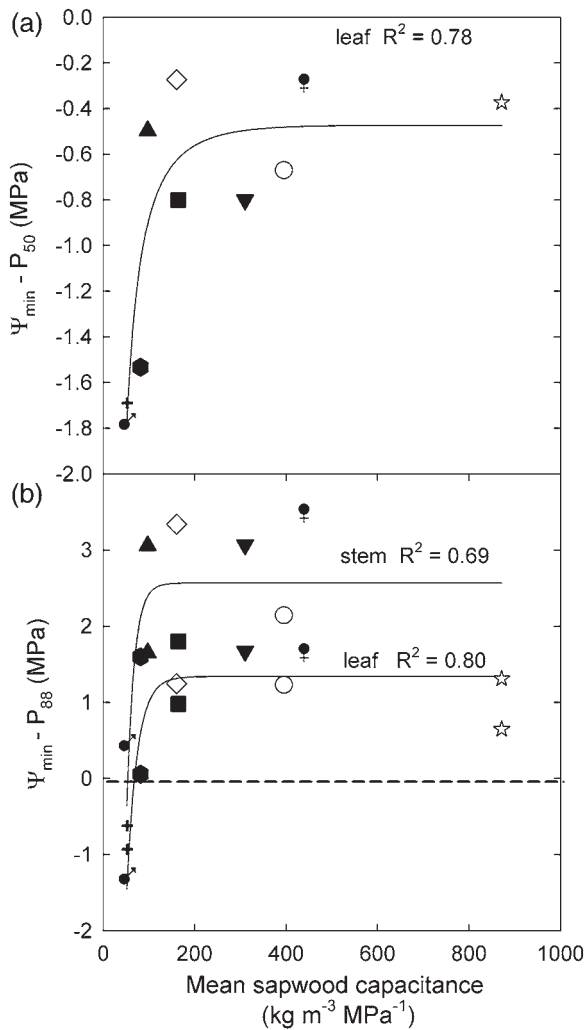 (a)
0.0
-0.2
-0.4
-0.6
-0.8
-1.0
-1.2
-1.4
-1.6
-1.8
-2.0
Ψmin - P50 (MPa)
leaf R² = 0.78
(b)
3
2
1
0
-1
-2
Ψmin - P88 (MPa)
stem R² = 0.69
leaf R² = 0.80
0 200 400 600 800 1000
Mean sapwood capacitance
(kg m⁻³ MPa⁻¹)